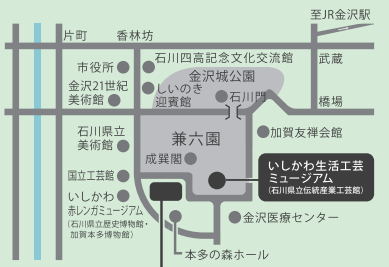 至JR金沢駅
片町
香林坊
武蔵
石川四高記念文化交流館
市役所
金沢城公園
しいのき
迎賓館
金沢21世紀
美術館
石川門
橋場
石川県立
美術館
兼六園
加賀友禅会館
成巽閣
いしかわ生活工芸
ミュージアム
(石川県立伝統産業工芸館)
国立工芸館
いしかわ
赤レンガミュージアム
(石川県立歴史博物館・
加賀本多博物館)
金沢医療センター
本多の森ホール